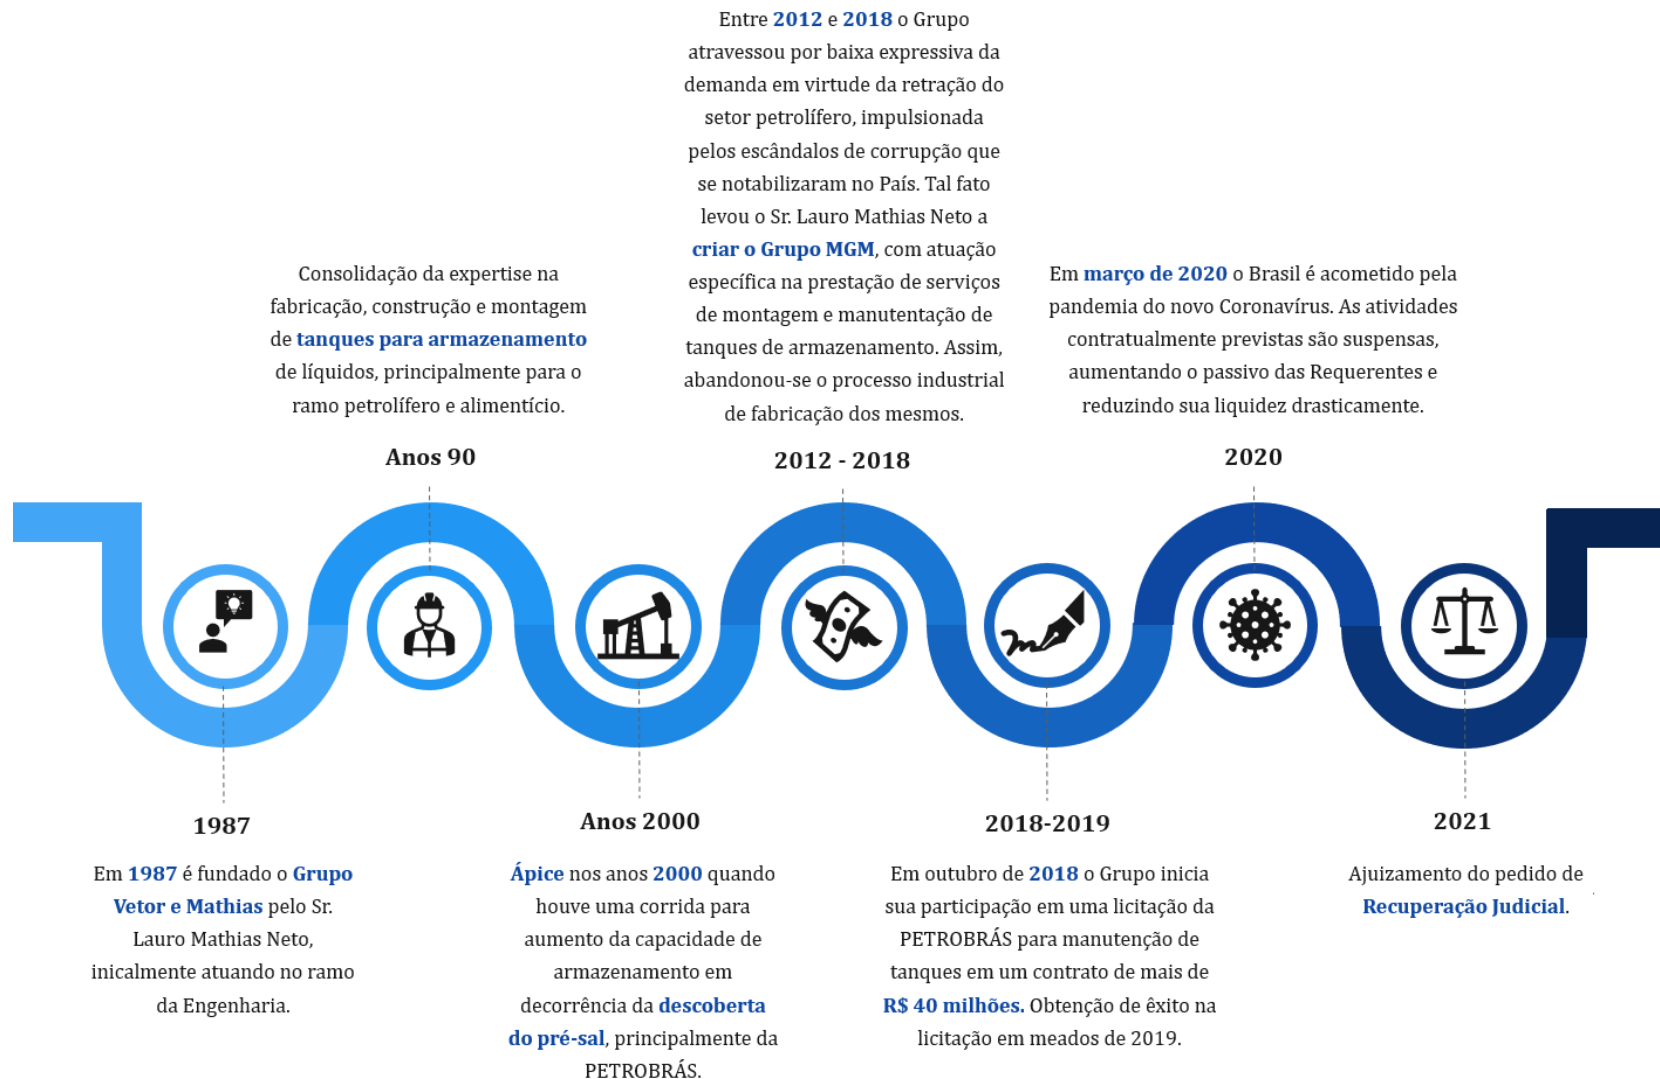 Em 1987 é fundado o Grupo
Vetor e Mathias pelo Sr.
Lauro Mathias Neto,
inicalmente atuando no ramo
da Engenharia.
1987
Consolidação da expertise na
fabricação, construção e montagem
de tanques para armazenamento
de líquidos, principalmente para o
ramo petrolífero e alimentício.
Anos 90
Anos 2000
Ápice nos anos 2000 quando
houve uma corrida para
aumento da capacidade de
armazenamento em
decorrência da descoberta
do pré-sal, principalmente da
PETROBRÁS.
Entre 2012 e 2018 o Grupo
atravessou por baixa expressiva da
demanda em virtude da retração do
setor petrolífero, impulsionada
pelos escândalos de corrupção que
se notabilizaram no País. Tal fato
levou o Sr. Lauro Mathias Neto a
criar o Grupo MGM, com atuação
específica na prestação de serviços
de montagem e manutentação de
tanques de armazenamento. Assim,
abandonou-se o processo industrial
de fabricação dos mesmos.
2012 - 2018
2018-2019
Em outubro de 2018 o Grupo inicia
sua participação em uma licitação da
PETROBRÁS para manutenção de
tanques em um contrato de mais de
R$ 40 milhões. Obtenção de êxito na
licitação em meados de 2019.
Em março de 2020 o Brasil é acometido pela
pandemia do novo Coronavírus. As atividades
contratualmente previstas são suspensas,
aumentando o passivo das Requerentes e
reduzindo sua liquidez drasticamente.
2020
2021
Ajuizamento do pedido de
Recuperação Judicial.